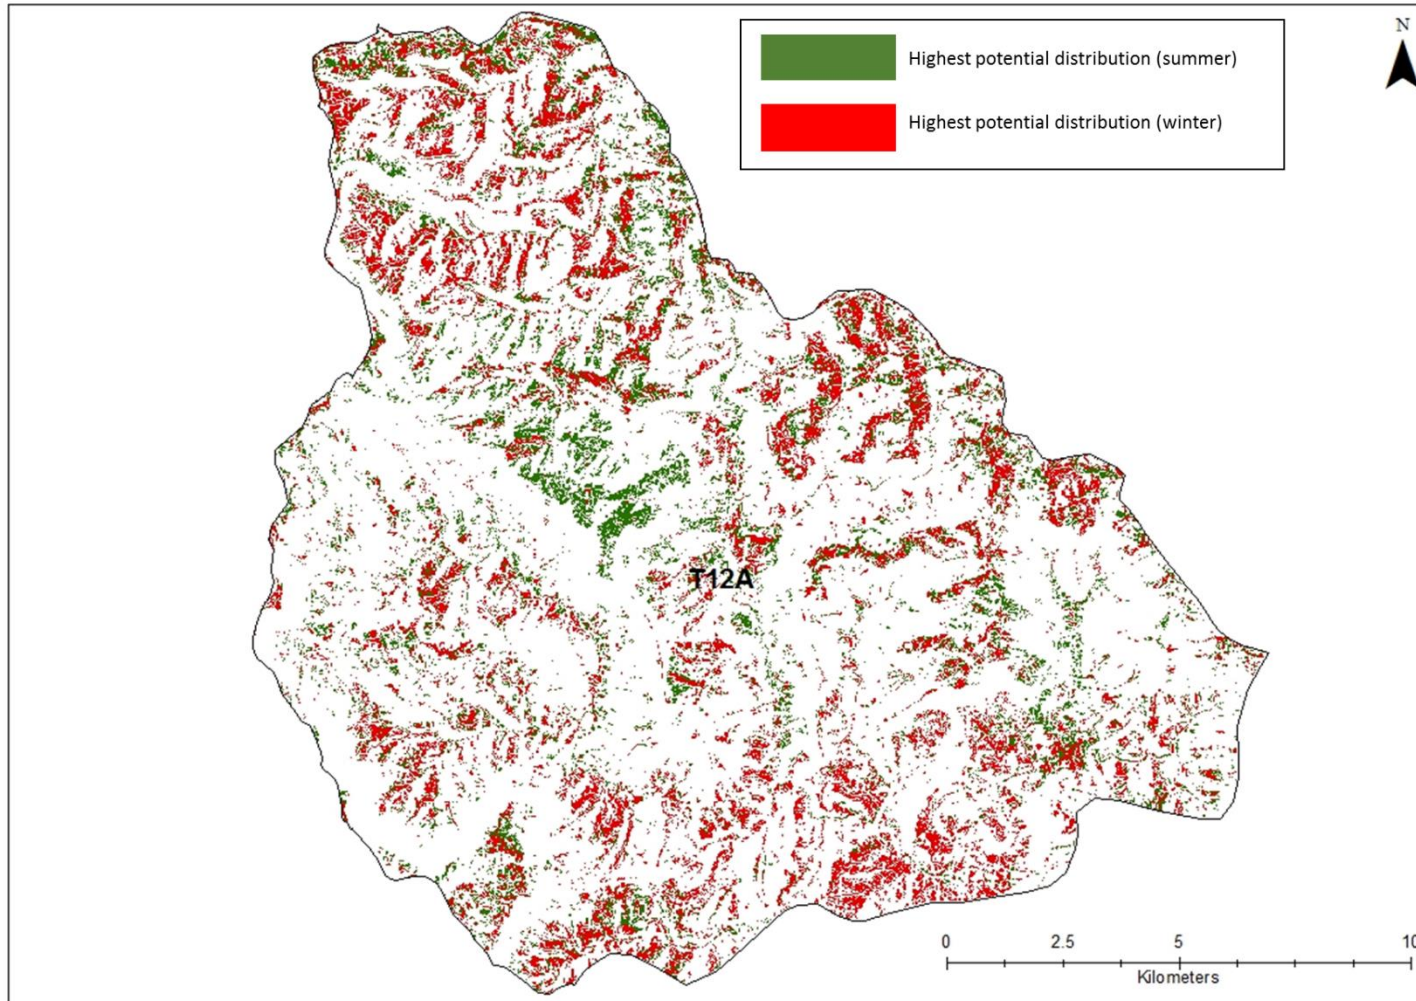 N
Highest potential distribution (summer)
Highest potential distribution (winter)
T12A
0 2.5 5 10
Kilometers